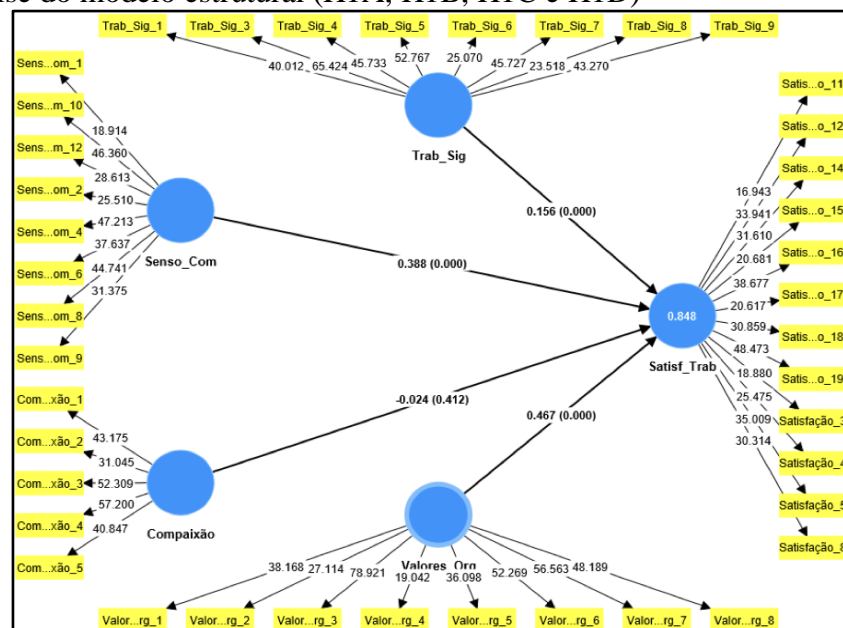 se do modelo estrutural (H1A, H1B, H1C e H1D)
Trab_Sig_1 Trab_Sig_3 Trab_Sig_4 Trab_Sig_5 Trab_Sig_6 Trab_Sig_7 Trab_Sig_8 Trab_Sig_9
40.012 65.424 45.733 52.767 25.070 45.727 23.518 43.270
Trab_Sig
Sens...om_1
Sens...m_10
Sens...m_12
Sens...om_2
Sens...om_4
Sens...om_6
Sens...om_8
Sens...om_9
18.914
46.360
28.613
25.510
47.213
37.637
44.741
31.375
Senso_Com
0.156 (0.000)
0.388 (0.000)
-0.024 (0.412)
0.467 (0.000)
0.848
Satisf_Trab
Satis...o_11
Satis...o_12
Satis...o_14
Satis...o_15
Satis...o_16
Satis...o_17
Satis...o_18
Satis...o_19
Satisfação_3
Satisfação_4
Satisfação_5
Satisfação_8
16.943
33.941
31.610
20.681
38.677
20.617
30.859
48.473
18.880
25.475
35.009
30.314
Com...xão_1
Com...xão_2
Com...xão_3
Com...xão_4
Com...xão_5
43.175
31.045
52.309
57.200
40.847
Compaixão
Valores_Org
38.168 27.114 78.921 19.042 36.098 52.269 56.563 48.189
Valor...rg_1 Valor...rg_2 Valor...rg_3 Valor...rg_4 Valor...rg_5 Valor...rg_6 Valor...rg_7 Valor...rg_8